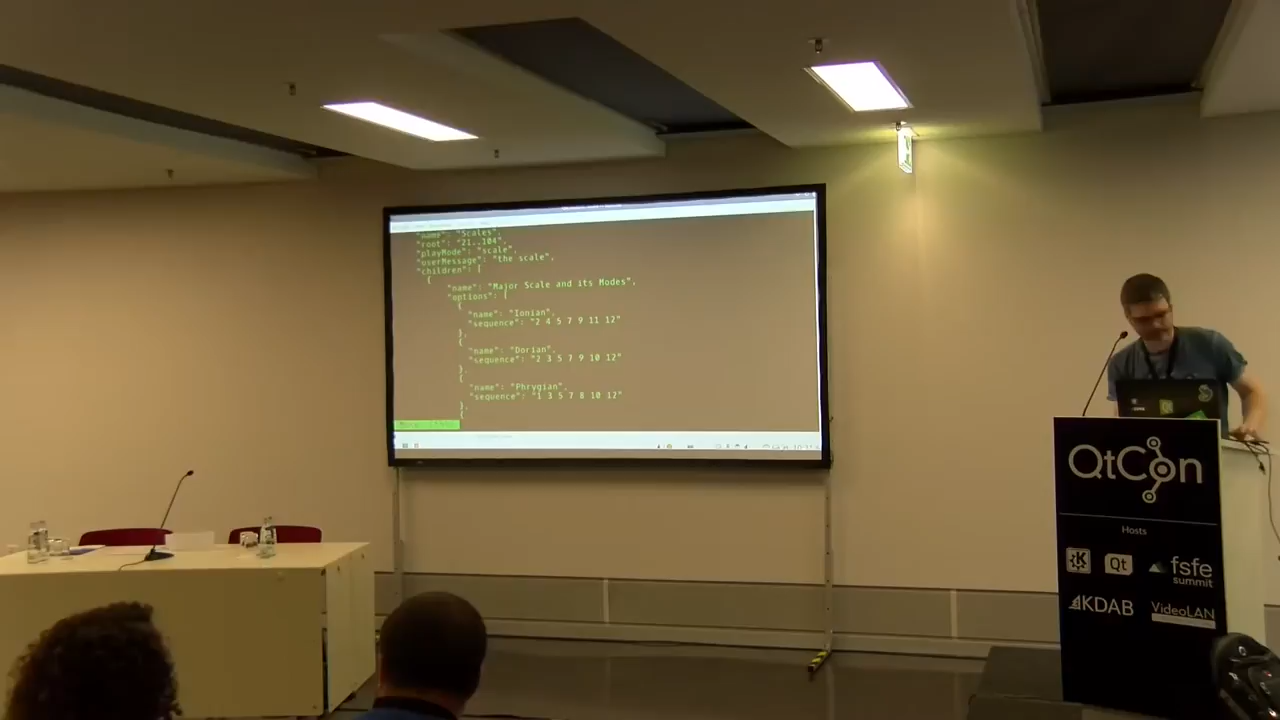 "name": "Scales",
"root": "21..104",
"playMode": "scale",
"userMessage": "the scale",
"children": [
{
"name": "Major Scale and its Modes",
"options": [
{
"name": "Ionian",
"sequence": "2 4 5 7 9 11 12"
},
{
"name": "Dorian",
"sequence": "2 3 5 7 9 10 12"
},
{
"name": "Phrygian",
"sequence": "1 3 5 7 8 10 12"
},
{
QtCon
Hosts
K
Qt
fsfe
summit
KDAB
VideoLAN